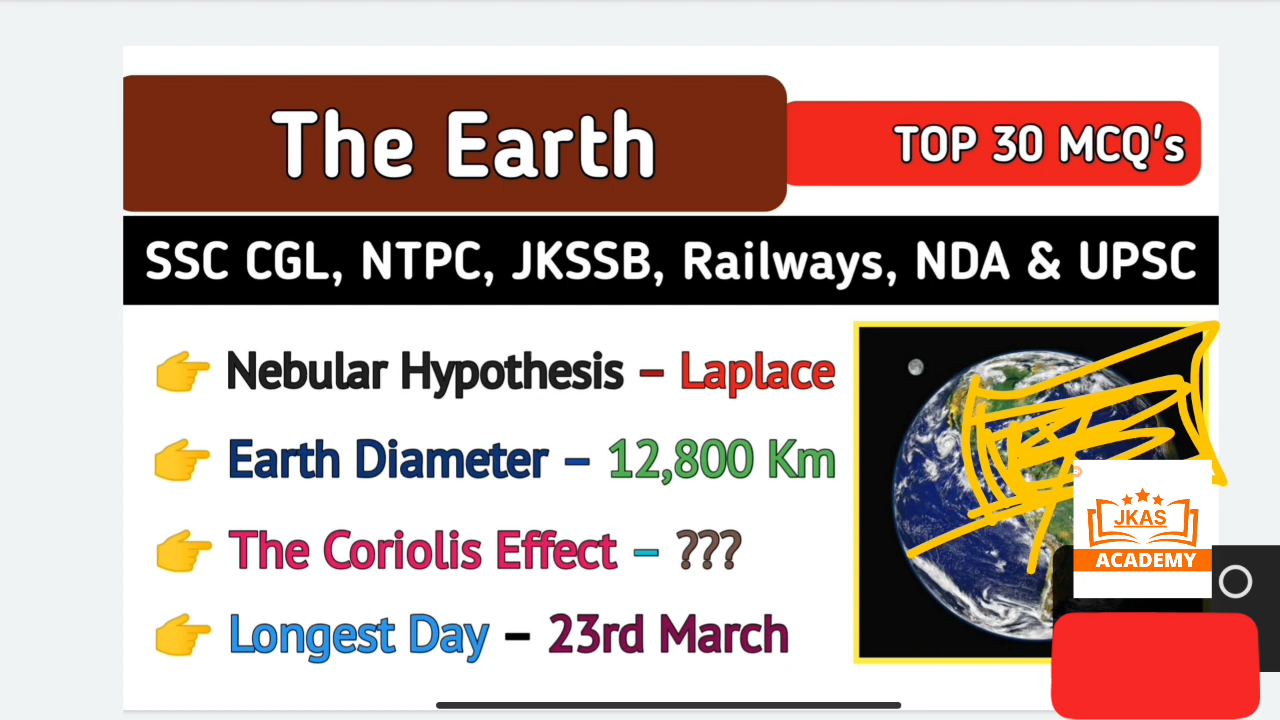 The Earth
TOP 30 MCQ's
SSC CGL, NTPC, JKSSB, Railways, NDA & UPSC
Nebular Hypothesis – Laplace
Earth Diameter – 12,800 Km
The Coriolis Effect – ???
Longest Day – 23rd March
JKAS
ACADEMY